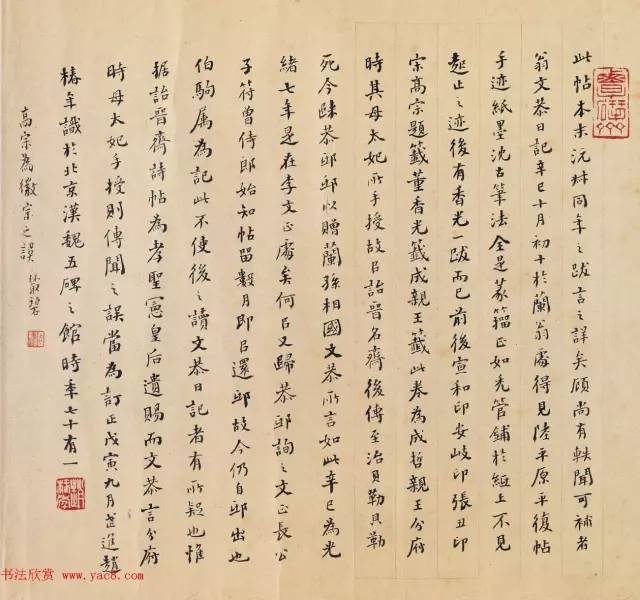 此帖本末沅叔同年之跋言之詳矣顧尚有軼聞可補者
翁文恭日記辛巳十月初十於蘭翁處得見陸平原平復帖
手迹紙墨沈古筆法全是篆籀正如禿管鋪於紙上不見
起止之迹後有香光一跋而已前後宣和印安岐印張丑印
宗高宗題籤董香光籤成親王籤此卷為成哲親王分府
時其母太妃所手授故以詒晉名齋後傳至治貝勒貝勒
死今歸恭邸邸以贈蘭孫相國文恭所言如此辛巳為光
緒七年是在李文正處矣何以又歸恭邸詢之文正長公
子符曾侍郎始知帖留數月即以還邸故今仍自邸出也
伯駒属為記此不使後之讀文恭日記者有所疑也惟
据詒晉齋詩帖為孝聖憲皇后遺賜而文恭言分府
時母太妃手授則傳聞之誤當為訂正戊寅九月武進趙
椿年識於北京漢魏五碑之館時年七十有一
高宗為徽宗之誤
书法欣赏
www.yac8.com